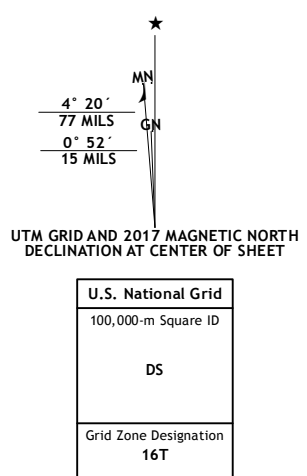 MN
4° 20´
77 MILS
GN
0° 52´
15 MILS
UTM GRID AND 2017 MAGNETIC NORTH
DECLINATION AT CENTER OF SHEET
U.S. National Grid
100,000-m Square ID
DS
Grid Zone Designation
16T